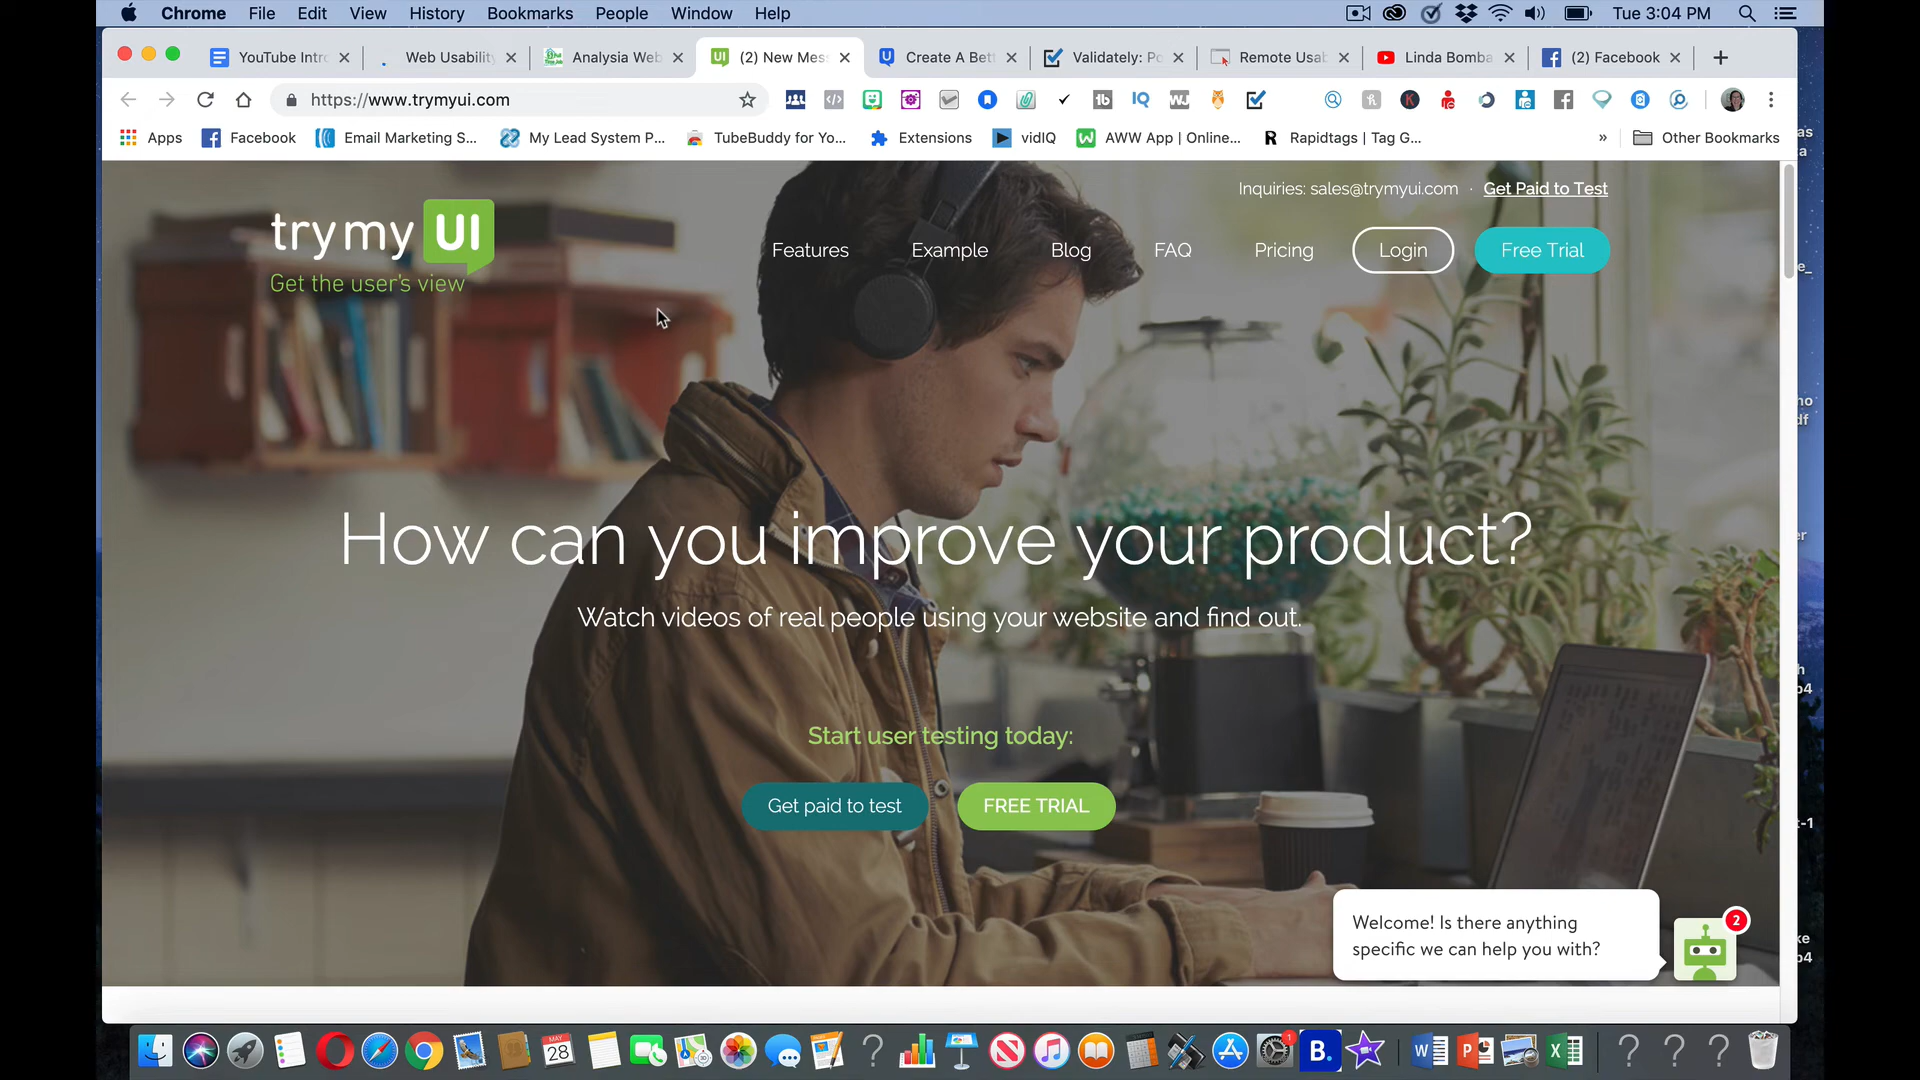 Chrome File Edit View History Bookmarks People Window Help Tue 3:04 PM
YouTube Intr Web Usability Analysia Web (2) New Mes Create A Bett Validately: Po Remote Usab Linda Bomba (2) Facebook
https://www.trymyui.com
Apps Facebook Email Marketing S... My Lead System P... TubeBuddy for Yo... Extensions vidIQ AWW App | Online... Rapidtags | Tag G... » Other Bookmarks
Inquiries: sales@trymyui.com · Get Paid to Test
trymy UI
Get the user's view
Features Example Blog FAQ Pricing Login Free Trial
How can you improve your product?
Watch videos of real people using your website and find out.
Start user testing today:
Get paid to test FREE TRIAL
Welcome! Is there anything
specific we can help you with?
2
MAY
28